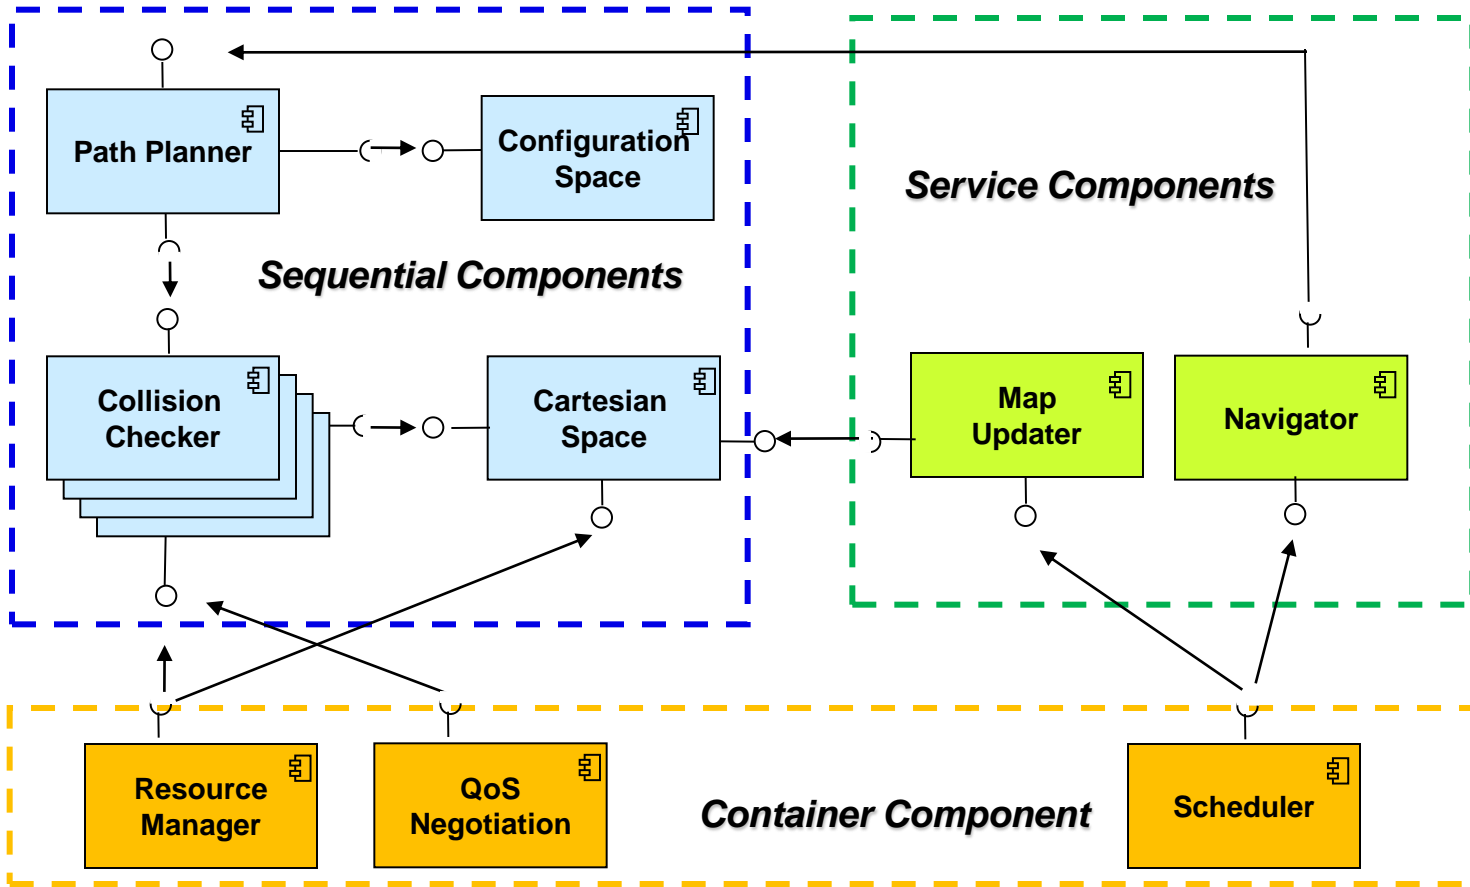 Path Planner
Configuration
Space
Service Components
Sequential Components
Collision
Checker
Cartesian
Space
Map
Updater
Navigator
Resource
Manager
QoS
Negotiation
Container Component
Scheduler